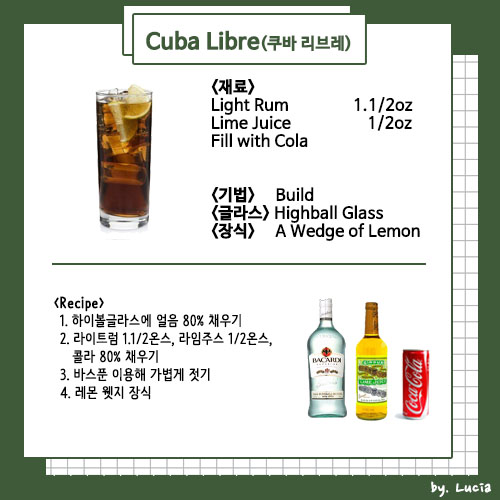 Cuba Libre(쿠바 리브레)
<재료>
Light Rum 1.1/2oz
Lime Juice 1/2oz
Fill with Cola
<기법> Build
<글라스> Highball Glass
<장식> A Wedge of Lemon
<Recipe>
1. 하이볼글라스에 얼음 80% 채우기
2. 라이트럼 1.1/2온스, 라임주스 1/2온스,
콜라 80% 채우기
3. 바스푼 이용해 가볍게 젓기
4. 레몬 웻지 장식
BACARDI
LIME JUICE
Coca-Cola
by. Lucia